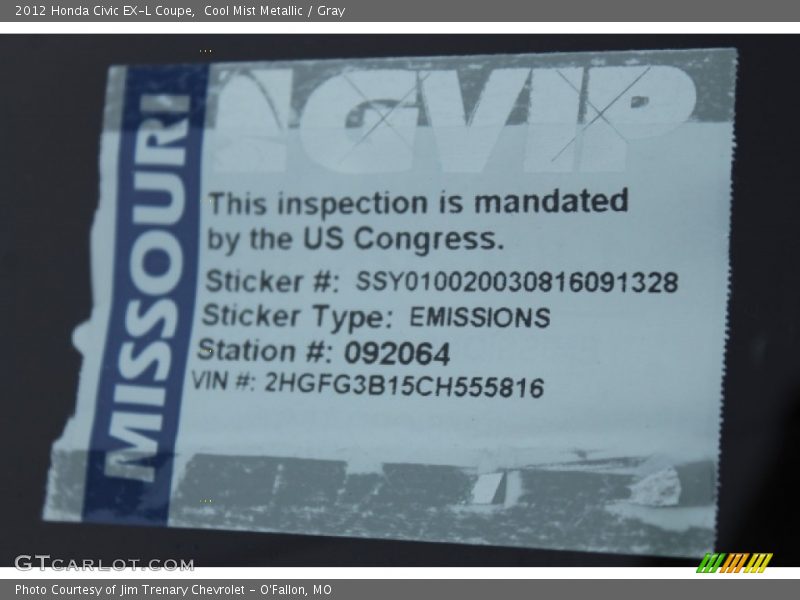 2012 Honda Civic EX-L Coupe,  Cool Mist Metallic / Gray
GVIP
MISSOURI
This inspection is mandated
by the US Congress.
Sticker #: SSY010020030816091328
Sticker Type: EMISSIONS
Station #: 092064
VIN #: 2HGFG3B15CH555816
GTCARLOT.COM
Photo Courtesy of Jim Trenary Chevrolet - O'Fallon, MO